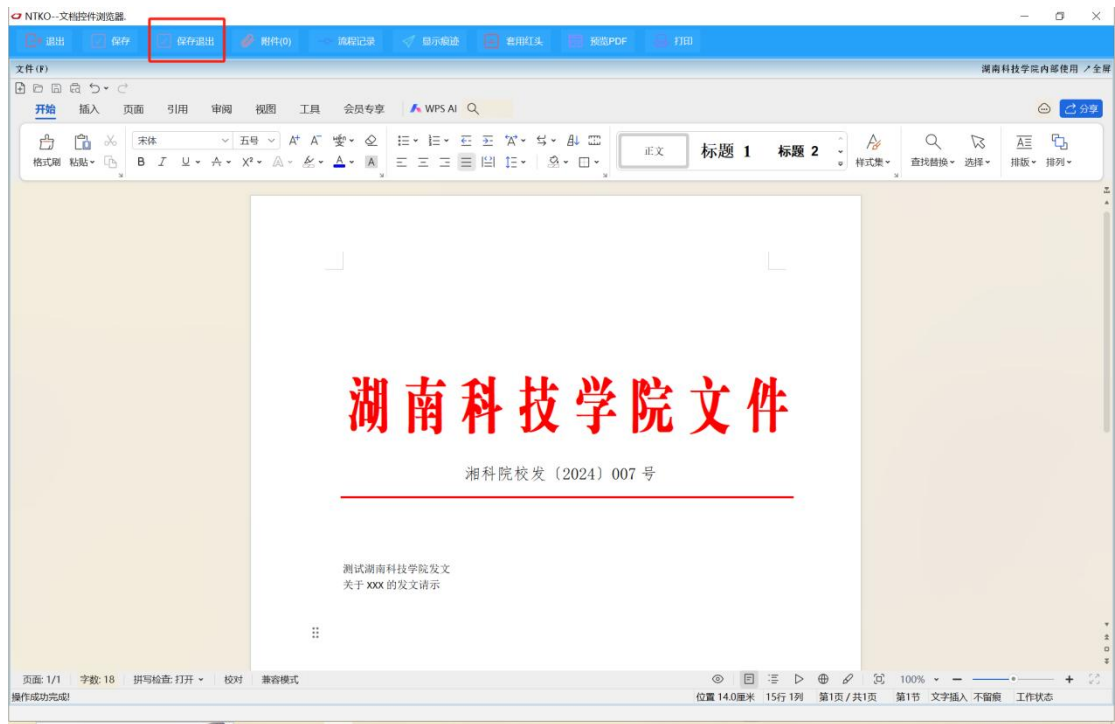 NTKO--文档控件浏览器.
退出 保存 保存退出 附件(0) 流程记录 显示痕迹 套用红头 预览PDF 打印
文件(F) 湖南科技学院内部使用 全屏
开始 插入 页面 引用 审阅 视图 工具 会员专享 WPS AI 分享
格式刷 粘贴 宋体 五号 A+ A- B I U A X² A A A 正文 标题 1 标题 2 样式集 查找替换 选择 排版 排列
湖南科技学院文件
湘科院校发〔2024〕007 号
测试湖南科技学院发文
关于 xxx 的发文请示
页面: 1/1 字数: 18 拼写检查: 打开 校对 兼容模式 100%
操作成功完成! 位置 14.0厘米 15行 1列 第1页 / 共1页 第1节 文字插入 不留痕 工作状态